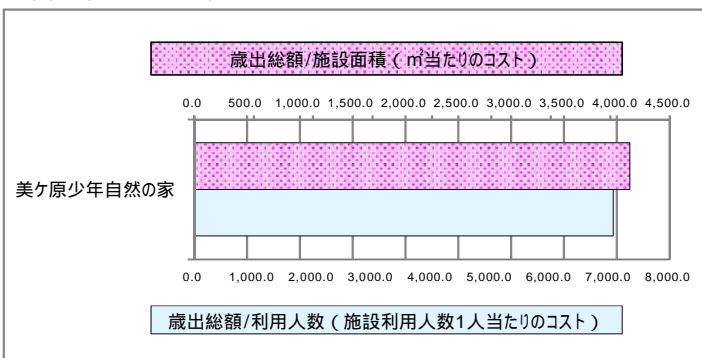 歳出総額/施設面積（㎡当たりのコスト）
0.0 500.0 1,000.0 1,500.0 2,000.0 2,500.0 3,000.0 3,500.0 4,000.0 4,500.0
美ケ原少年自然の家
0.0 1,000.0 2,000.0 3,000.0 4,000.0 5,000.0 6,000.0 7,000.0 8,000.0
歳出総額/利用人数（施設利用人数1人当たりのコスト）